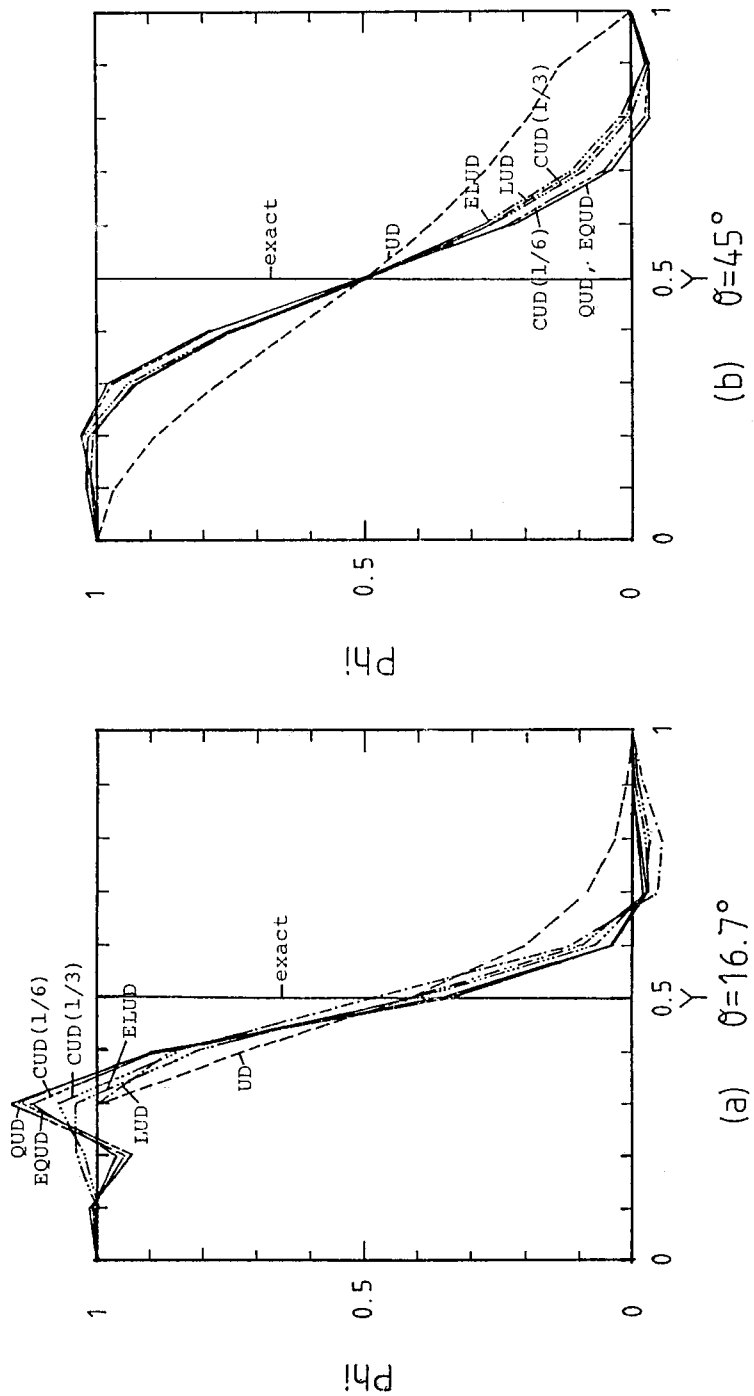 Phi
1
0.5
0
QUD
EQUD
CUD(1/6)
CUD(1/3)
ELUD
LUD
UD
exact
0
0.5
1
Y
(a) θ=16.7°
Phi
1
0.5
0
exact
UD
ELUD
LUD
CUD(1/3)
CUD(1/6)
QUD, EQUD
0
0.5
1
Y
(b) θ=45°